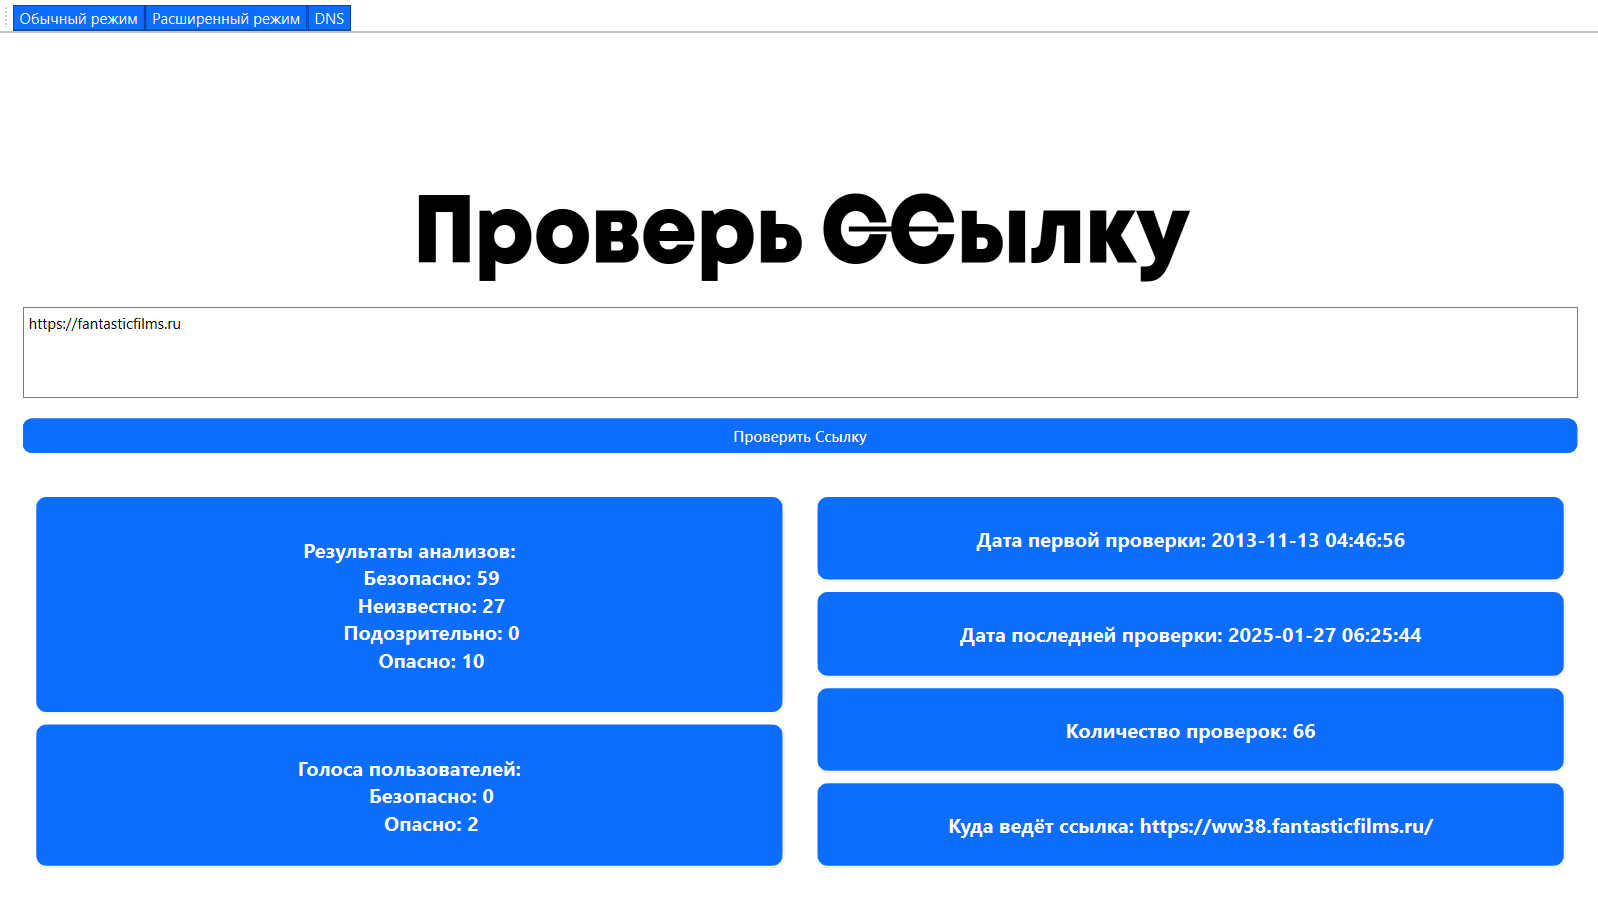 Обычный режим Расширенный режим DNS
Проверь ССылку
https://fantasticfilms.ru
Проверить Ссылку
Результаты анализов:
Безопасно: 59
Неизвестно: 27
Подозрительно: 0
Опасно: 10
Голоса пользователей:
Безопасно: 0
Опасно: 2
Дата первой проверки: 2013-11-13 04:46:56
Дата последней проверки: 2025-01-27 06:25:44
Количество проверок: 66
Куда ведёт ссылка: https://ww38.fantasticfilms.ru/